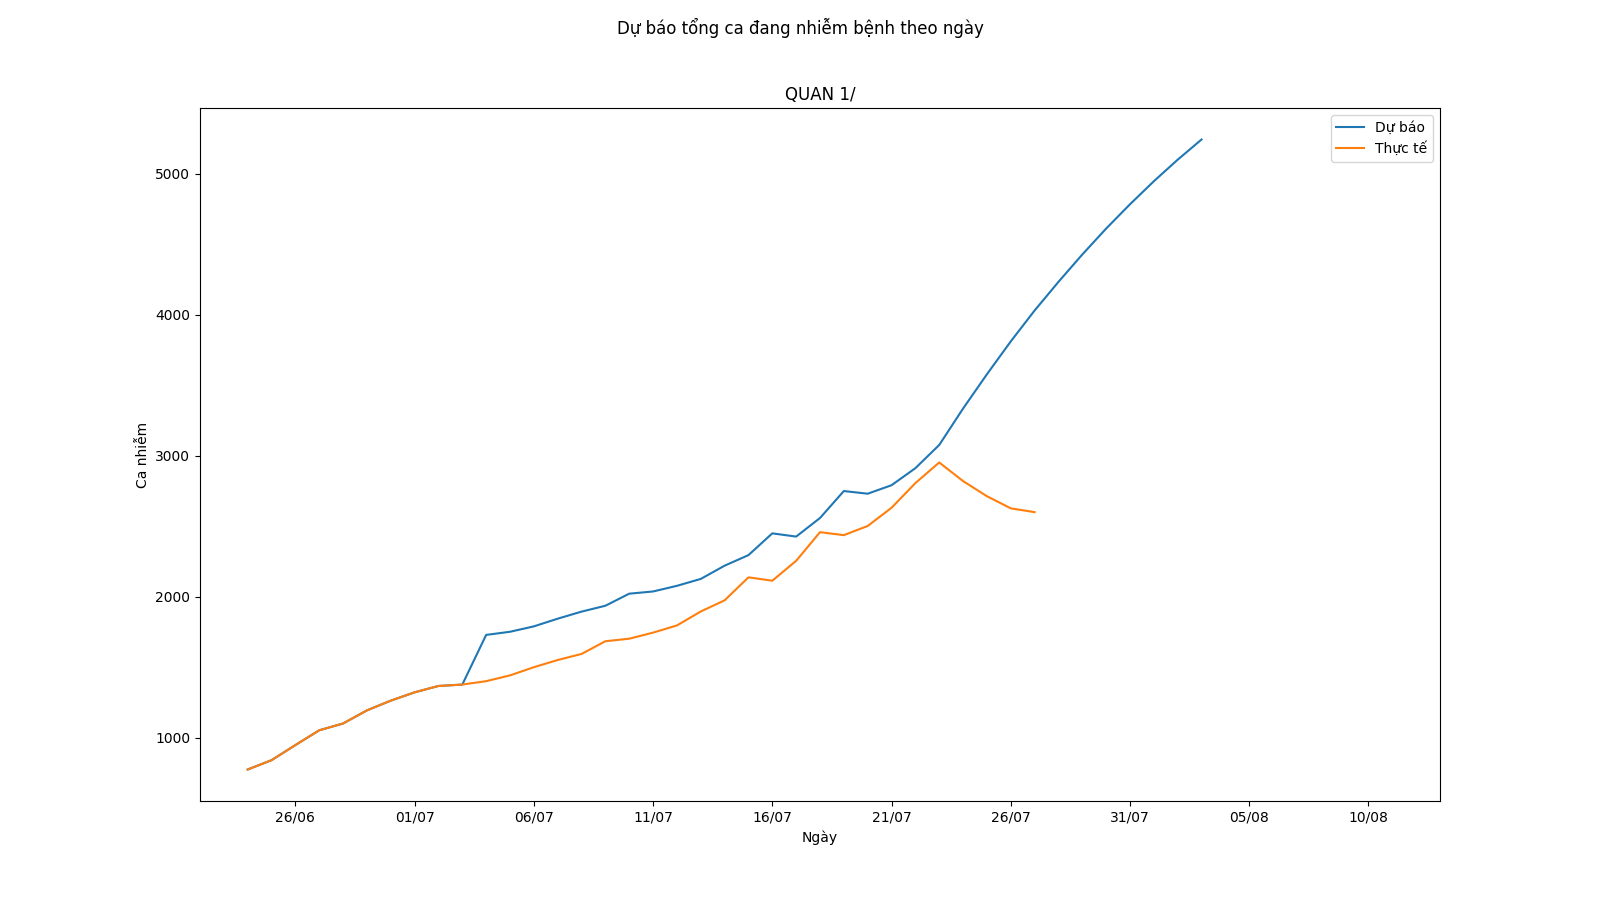 Dự báo tổng ca đang nhiễm bệnh theo ngày
QUAN 1/
Dự báo
Thực tế
5000
4000
3000
2000
1000
Ca nhiễm
26/06 01/07 06/07 11/07 16/07 21/07 26/07 31/07 05/08 10/08
Ngày